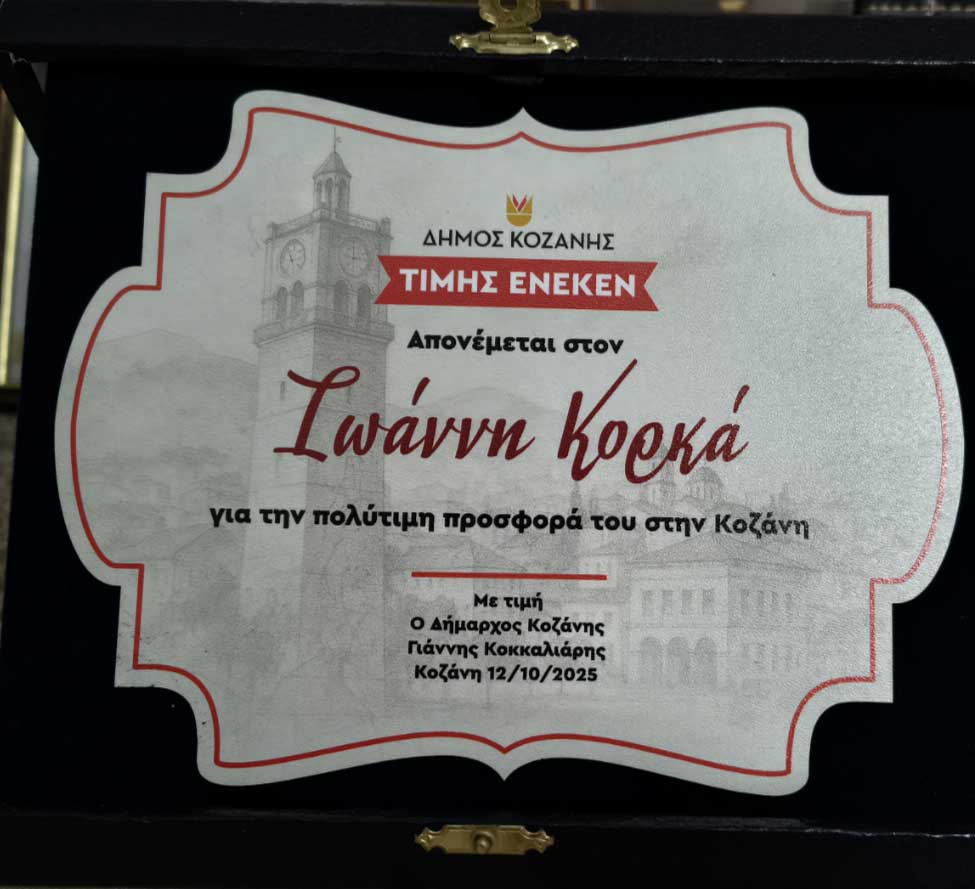 ΔΗΜΟΣ ΚΟΖΑΝΗΣ
ΤΙΜΗΣ ΕΝΕΚΕΝ
Απονέμεται στον
Ιωάννη Κορκά
για την πολύτιμη προσφορά του στην Κοζάνη
Με τιμή
Ο Δήμαρχος Κοζάνης
Γιάννης Κοκκαλιάρης
Κοζάνη 12/10/2025